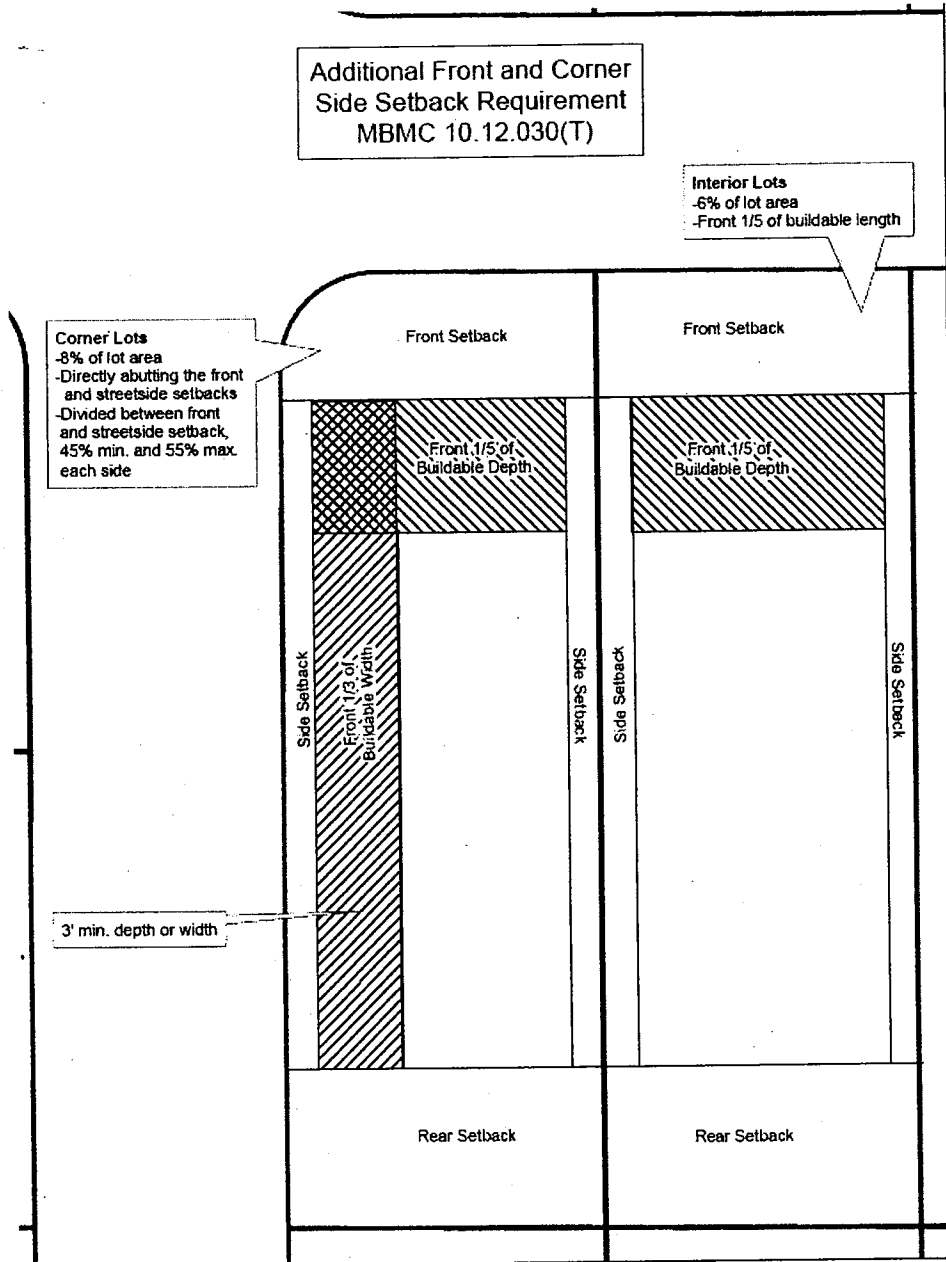 Additional Front and Corner
Side Setback Requirement
MBMC 10.12.030(T)
Interior Lots
-6% of lot area
-Front 1/5 of buildable length
Corner Lots
-8% of lot area
-Directly abutting the front
and streetside setbacks
-Divided between front
and streetside setback,
45% min. and 55% max.
each side
Front Setback
Front Setback
Front 1/5 of
Buildable Depth
Front 1/5 of
Buildable Depth
Side Setback
Front 1/3 of
Buildable Width
Side Setback
Side Setback
Side Setback
3' min. depth or width
Rear Setback
Rear Setback